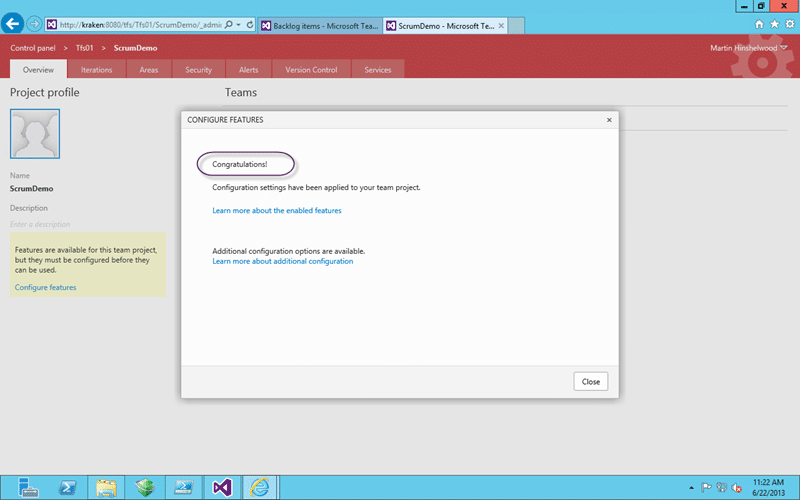 http://kraken:8080/tfs/Tfs01/ScrumDemo/_admi
Backlog items - Microsoft Tea...
ScrumDemo - Microsoft Te...
Control panel > Tfs01 > ScrumDemo
Martin Hinshelwood
Overview Iterations Areas Security Alerts Version Control Services
Project profile
Teams
CONFIGURE FEATURES
Congratulations!
Configuration settings have been applied to your team project.
Learn more about the enabled features
Additional configuration options are available.
Learn more about additional configuration
Close
Name
ScrumDemo
Description
Enter a description
Features are available for this team project,
but they must be configured before they
can be used.
Configure features
11:22 AM
6/22/2013